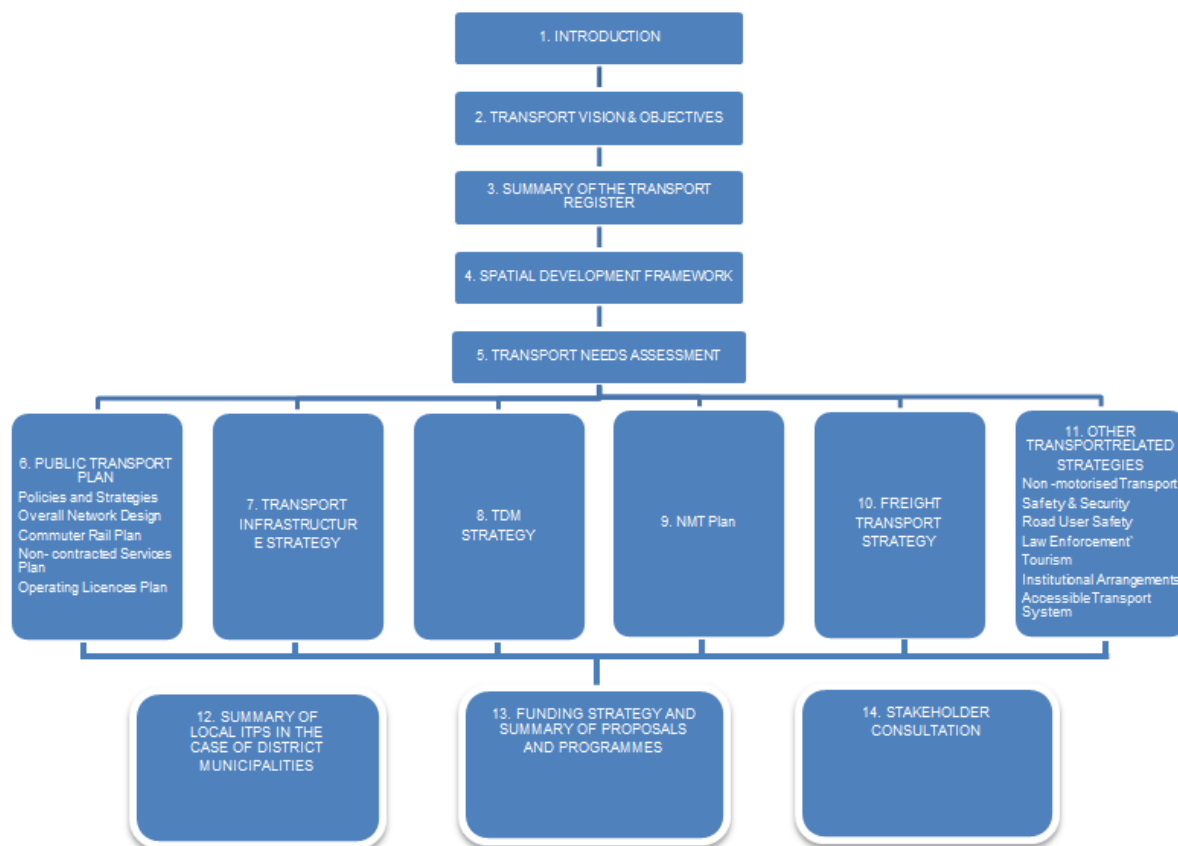 1. INTRODUCTION
2. TRANSPORT VISION & OBJECTIVES
3. SUMMARY OF THE TRANSPORT
REGISTER
4. SPATIAL DEVELOPMENT FRAMEWORK
5. TRANSPORT NEEDS ASSESSMENT
6. PUBLIC TRANSPORT
PLAN
Policies and Strategies
Overall Network Design
Commuter Rail Plan
Non- contracted Services
Plan
Operating Licences Plan
7. TRANSPORT
INFRASTRUCTUR
E STRATEGY
8. TDM
STRATEGY
9. NMT Plan
10. FREIGHT
TRANSPORT
STRATEGY
11. OTHER
TRANSPORTRELATED
STRATEGIES
Non -motorised Transport
Safety & Security
Road User Safety
Law Enforcement'
Tourism
Institutional Arrangements
Accessible Transport
System
12. SUMMARY OF
LOCAL ITPS IN THE
CASE OF DISTRICT
MUNICIPALITIES
13. FUNDING STRATEGY AND
SUMMARY OF PROPOSALS
AND PROGRAMMES
14. STAKEHOLDER
CONSULTATION